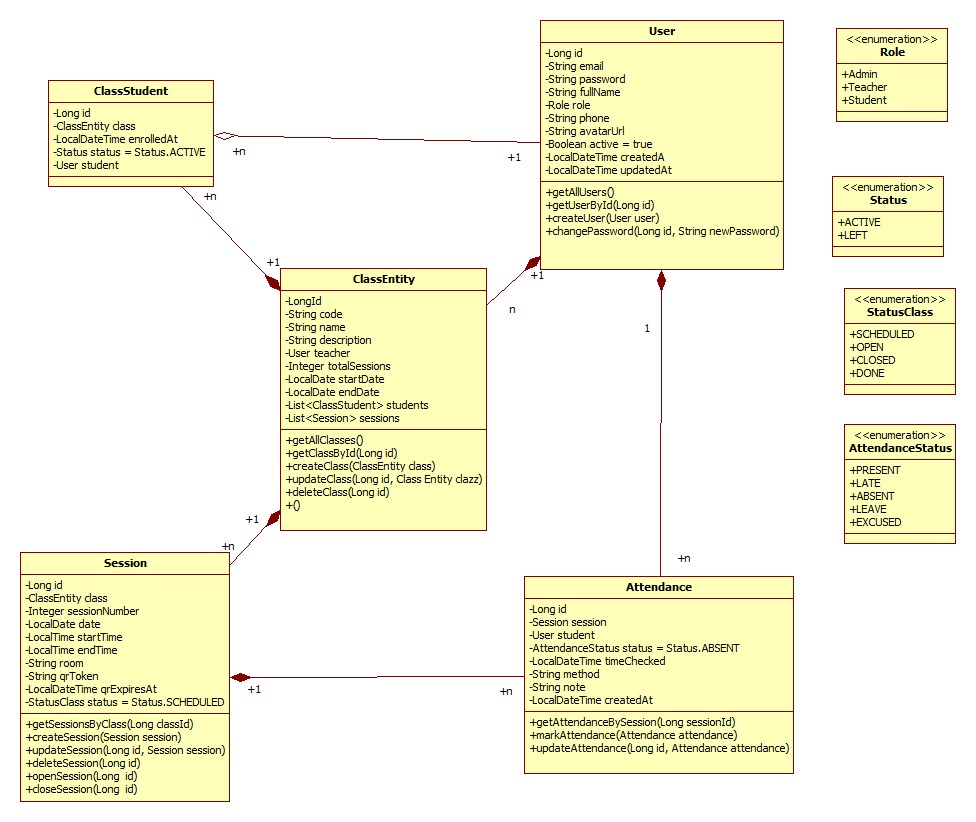 ClassStudent
-Long id
-ClassEntity class
-LocalDateTime enrolledAt
-Status status = Status.ACTIVE
-User student
User
-Long id
-String email
-String password
-String fullName
-Role role
-String phone
-String avatarUrl
-Boolean active = true
-LocalDateTime createdA
-LocalDateTime updatedAt
+getAllUsers()
+getUserById(Long id)
+createUser(User user)
+changePassword(Long id, String newPassword)
<<enumeration>>
Role
+Admin
+Teacher
+Student
<<enumeration>>
Status
+ACTIVE
+LEFT
<<enumeration>>
StatusClass
+SCHEDULED
+OPEN
+CLOSED
+DONE
<<enumeration>>
AttendanceStatus
+PRESENT
+LATE
+ABSENT
+LEAVE
+EXCUSED
+n
+1
+n
+1
+1
n
1
+n
ClassEntity
-LongId
-String code
-String name
-String description
-User teacher
-Integer totalSessions
-LocalDate startDate
-LocalDate endDate
-List<ClassStudent> students
-List<Session> sessions
+getAllClasses()
+getClassById(Long id)
+createClass(ClassEntity class)
+updateClass(Long id, Class Entity clazz)
+deleteClass(Long id)
+()
+1
+n
Session
-Long id
-ClassEntity class
-Integer sessionNumber
-LocalDate date
-LocalTime startTime
-LocalTime endTime
-String room
-String qrToken
-LocalDateTime qrExpiresAt
-StatusClass status = Status.SCHEDULED
+getSessionsByClass(Long classId)
+createSession(Session session)
+updateSession(Long id, Session session)
+deleteSession(Long id)
+openSession(Long  id)
+closeSession(Long  id)
+1
+n
Attendance
-Long id
-Session session
-User student
-AttendanceStatus status = Status.ABSENT
-LocalDateTime timeChecked
-String method
-String note
-LocalDateTime createdAt
+getAttendanceBySession(Long sessionId)
+markAttendance(Attendance attendance)
+updateAttendance(Long id, Attendance attendance)